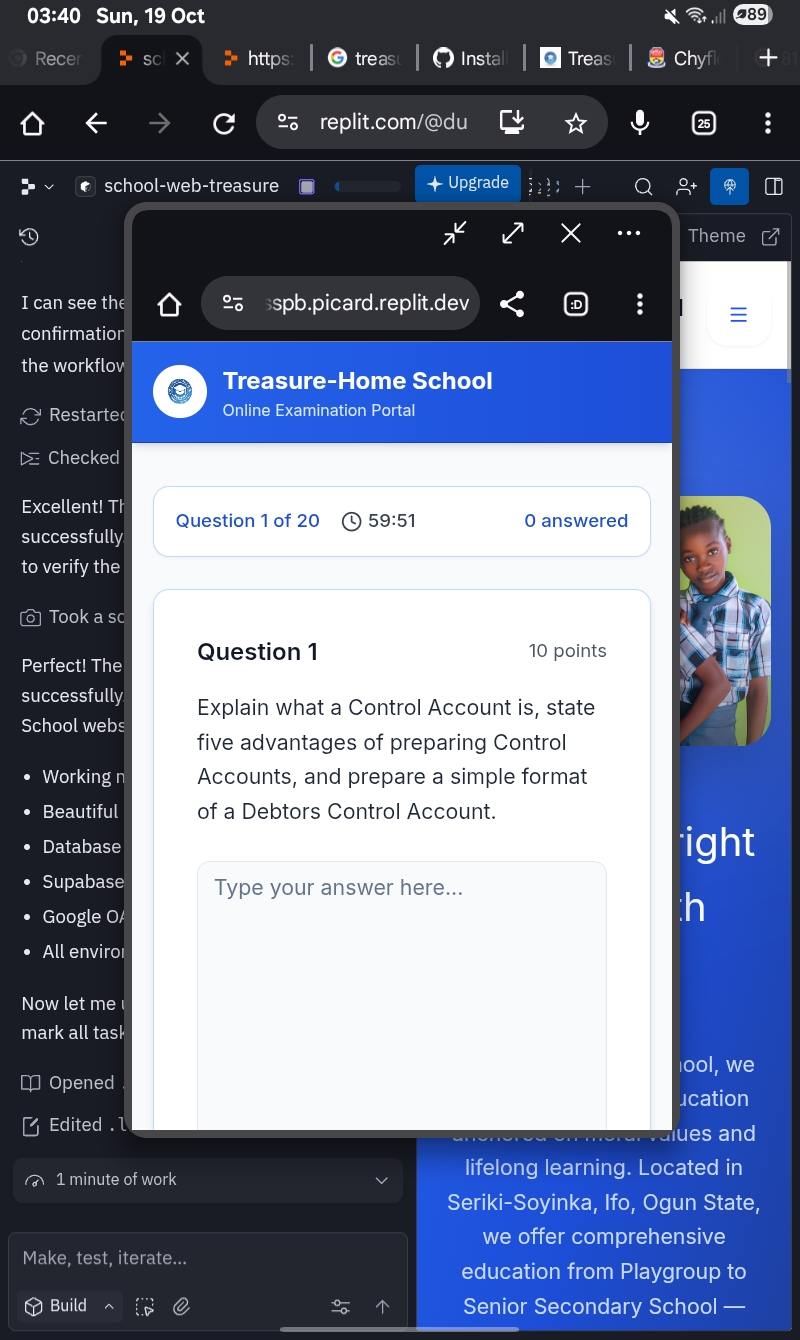 03:40 Sun, 19 Oct
89
Recer
sc
https:
treas
Instal
Treas
Chyf
replit.com/@du
25
school-web-treasure
Upgrade
Theme
I can see the
confirmation
the workflow
Restarted
Checked
Excellent! Th
successfully.
to verify the
Took a sc
Perfect! The
successfully.
School webs
• Working n
• Beautiful
• Database
• Supabase
• Google OA
• All enviror
Now let me u
mark all task
Opened .
Edited .l
1 minute of work
Make, test, iterate...
Build
sspb.picard.replit.dev
:D
Treasure-Home School
Online Examination Portal
Question 1 of 20
59:51
0 answered
Question 1
10 points
Explain what a Control Account is, state
five advantages of preparing Control
Accounts, and prepare a simple format
of a Debtors Control Account.
Type your answer here...
right
th
hool, we
ucation
anchored on moral values and
lifelong learning. Located in
Seriki-Soyinka, Ifo, Ogun State,
we offer comprehensive
education from Playgroup to
Senior Secondary School —